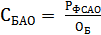 С_БАО = Р_ФСАО / О_Б